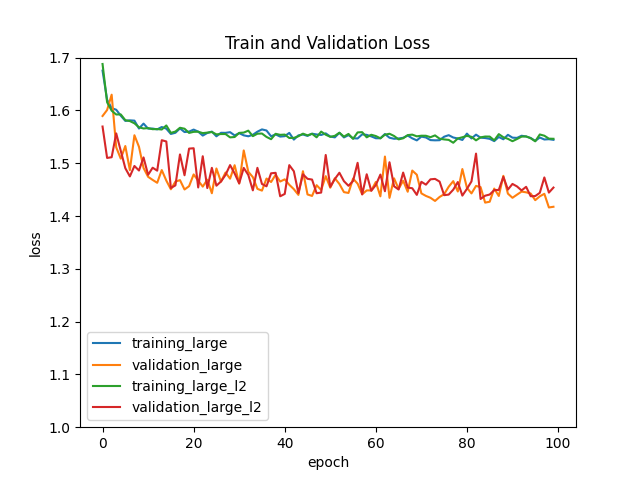 Train and Validation Loss
loss
1.7
1.6
1.5
1.4
1.3
1.2
1.1
1.0
training_large
validation_large
training_large_l2
validation_large_l2
0 20 40 60 80 100
epoch